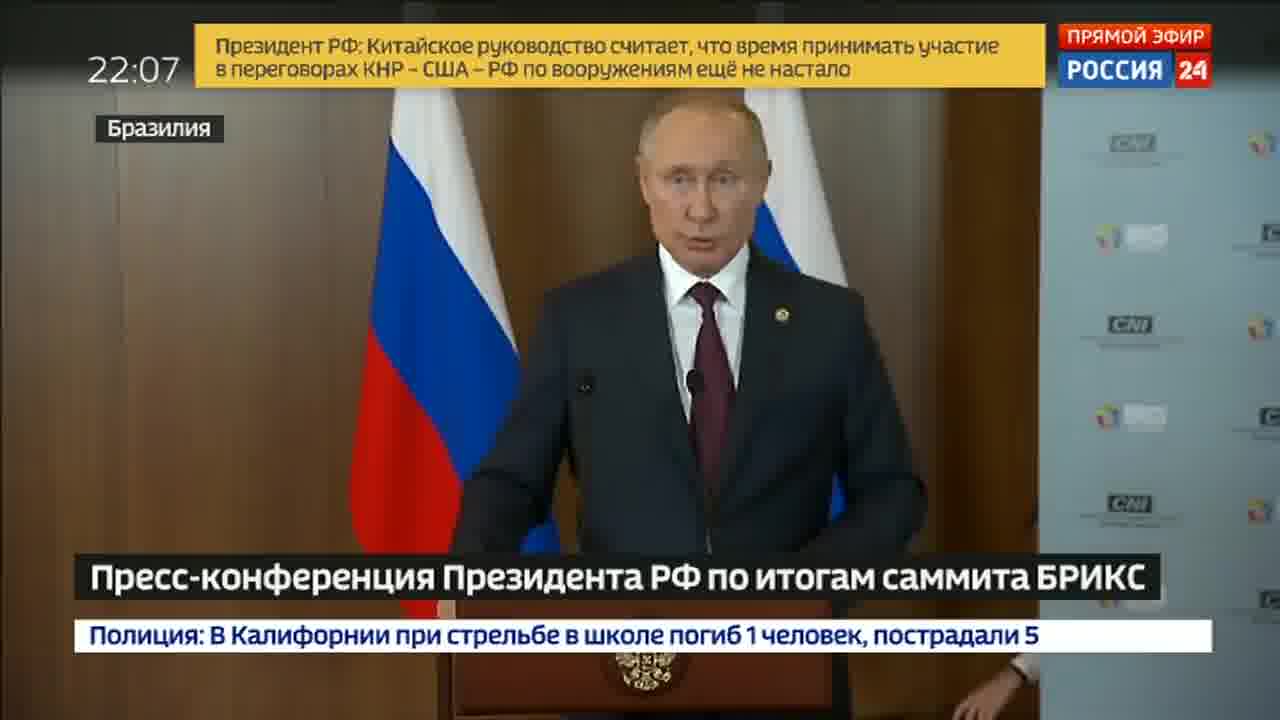 22:07
Президент РФ: Китайское руководство считает, что время принимать участие
в переговорах КНР – США – РФ по вооружениям ещё не настало
ПРЯМОЙ ЭФИР
РОССИЯ 24
Бразилия
CNI
CNI
CNI
Пресс-конференция Президента РФ по итогам саммита БРИКС
Полиция: В Калифорнии при стрельбе в школе погиб 1 человек, пострадали 5